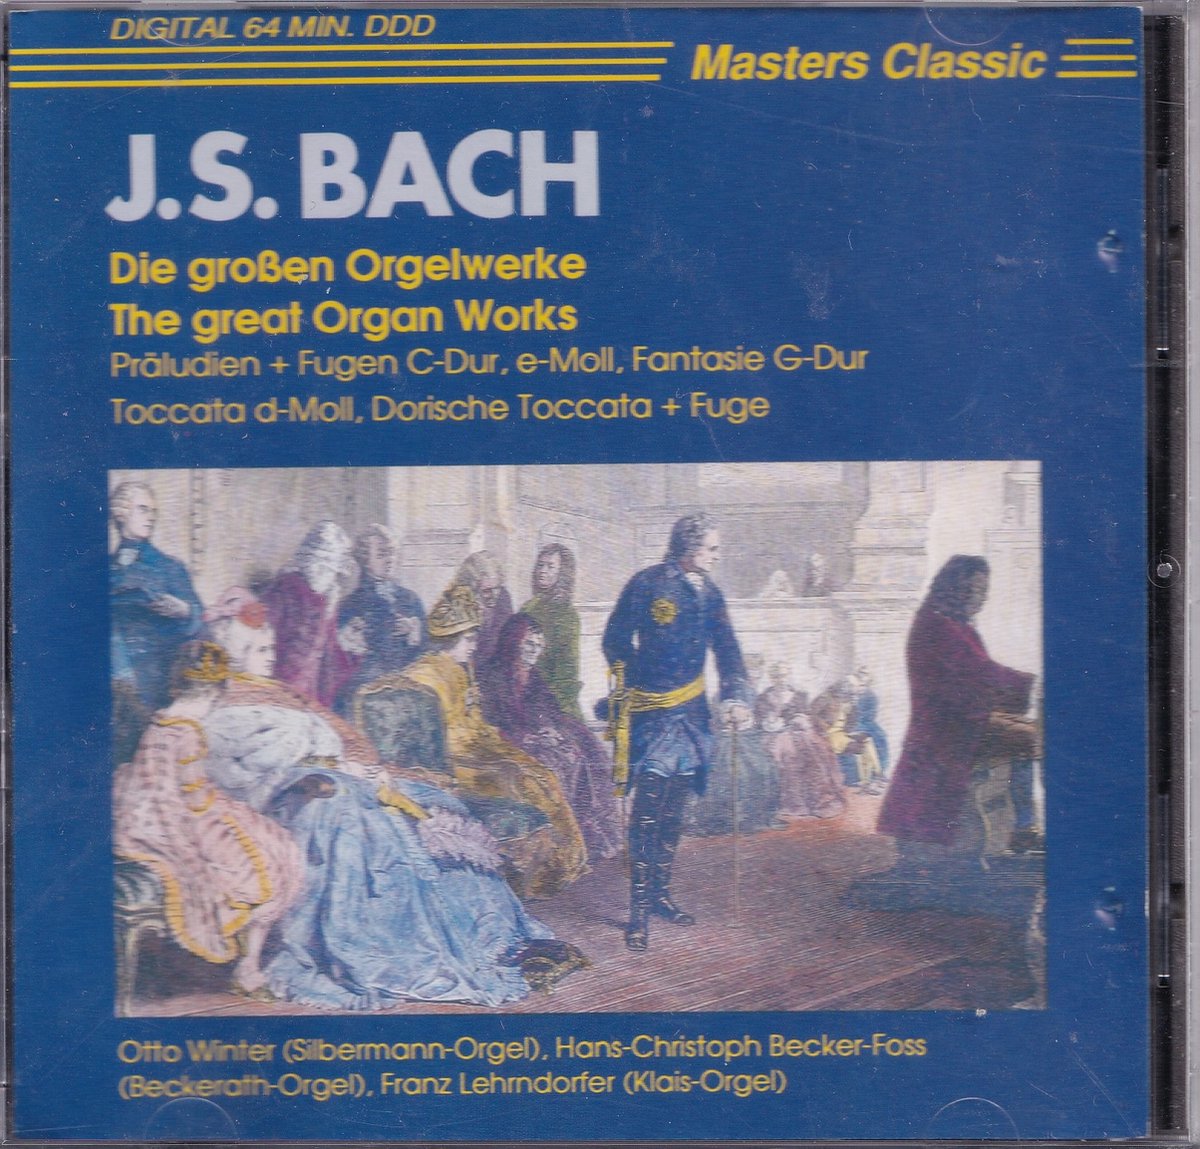 DIGITAL 64 MIN. DDD
Masters Classic
J.S. BACH
Die großen Orgelwerke
The great Organ Works
Präludien + Fugen C-Dur, e-Moll, Fantasie G-Dur
Toccata d-Moll, Dorische Toccata + Fuge
Otto Winter (Silbermann-Orgel), Hans-Christoph Becker-Foss
(Beckerath-Orgel), Franz Lehrndorfer (Klais-Orgel)